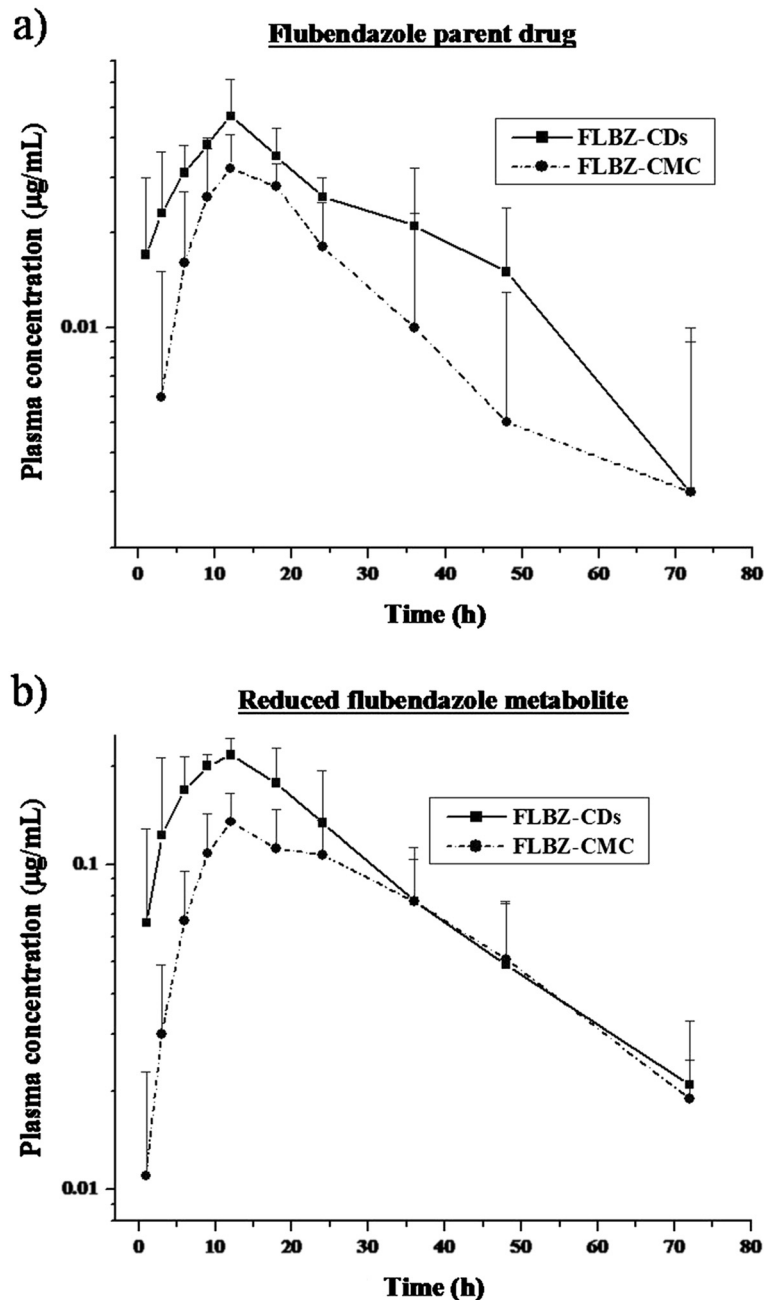 a)
Flubendazole parent drug
FLBZ-CDs
FLBZ-CMC
Plasma concentration (µg/mL)
0.01
0 10 20 30 40 50 60 70 80
Time (h)
b)
Reduced flubendazole metabolite
FLBZ-CDs
FLBZ-CMC
Plasma concentration (µg/mL)
0.1
0.01
0 10 20 30 40 50 60 70 80
Time (h)